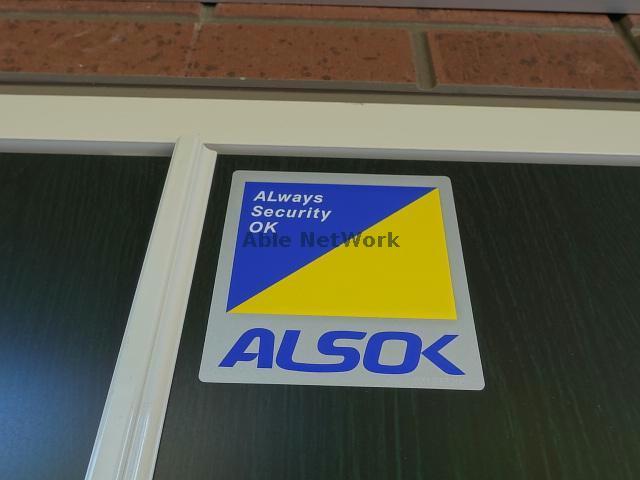 ALways
Security
OK
Able NetWork
ALSOK